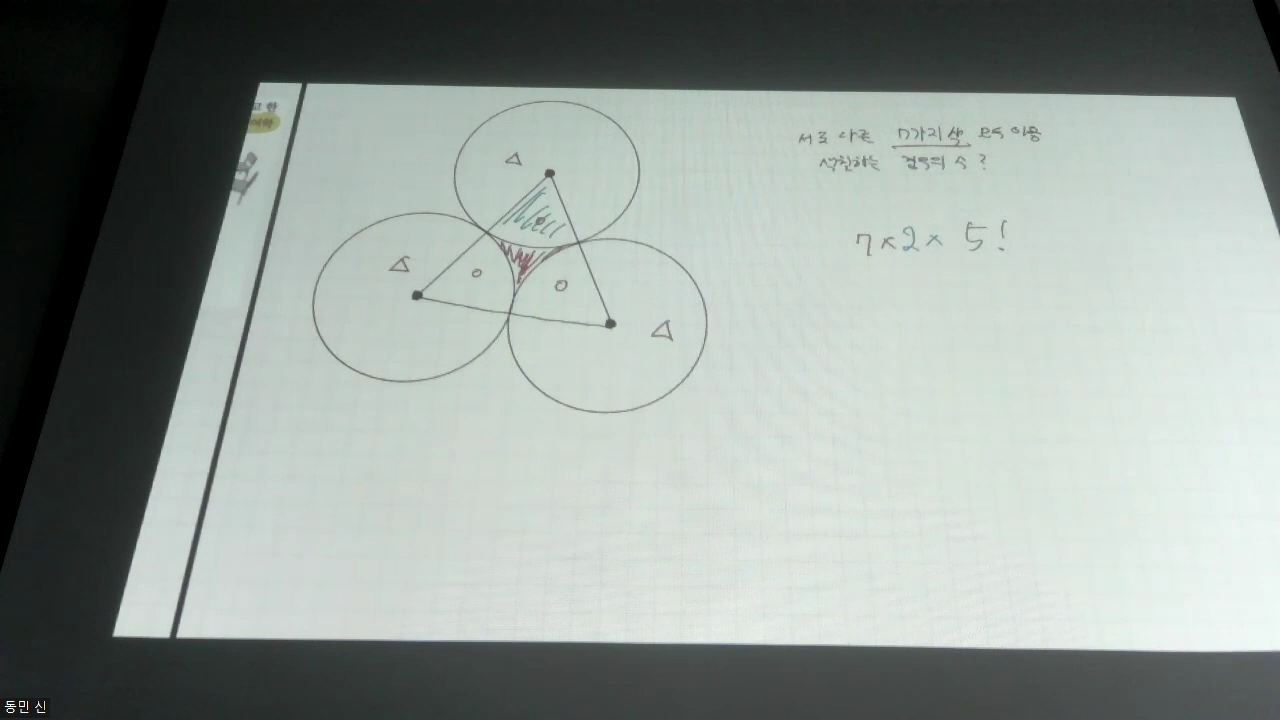 서로 다른 7가지 색 모두 이용
색칠하는 경우의 수?
7×2×5!
동민 신